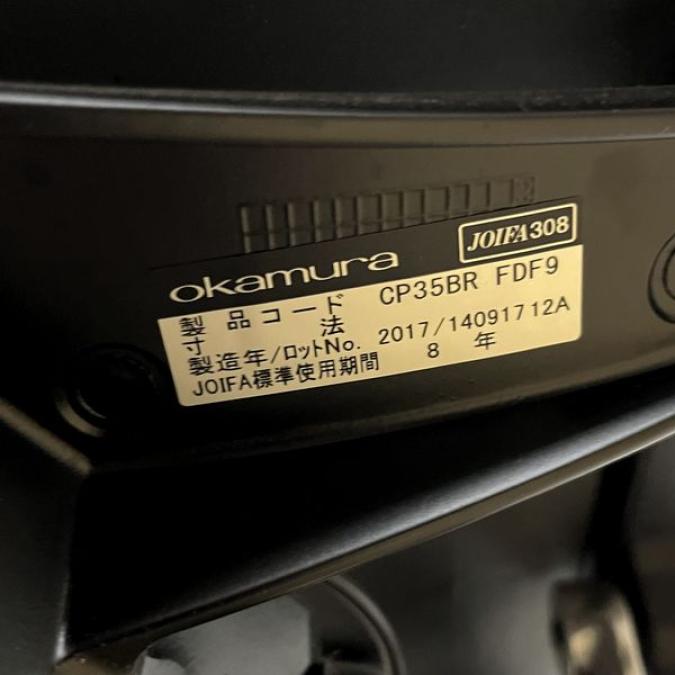 JOIFA308
okamura
製品コード CP35BR FDF9
寸法
製造年/ロットNo. 2017/14091712A
JOIFA標準使用期間 8 年